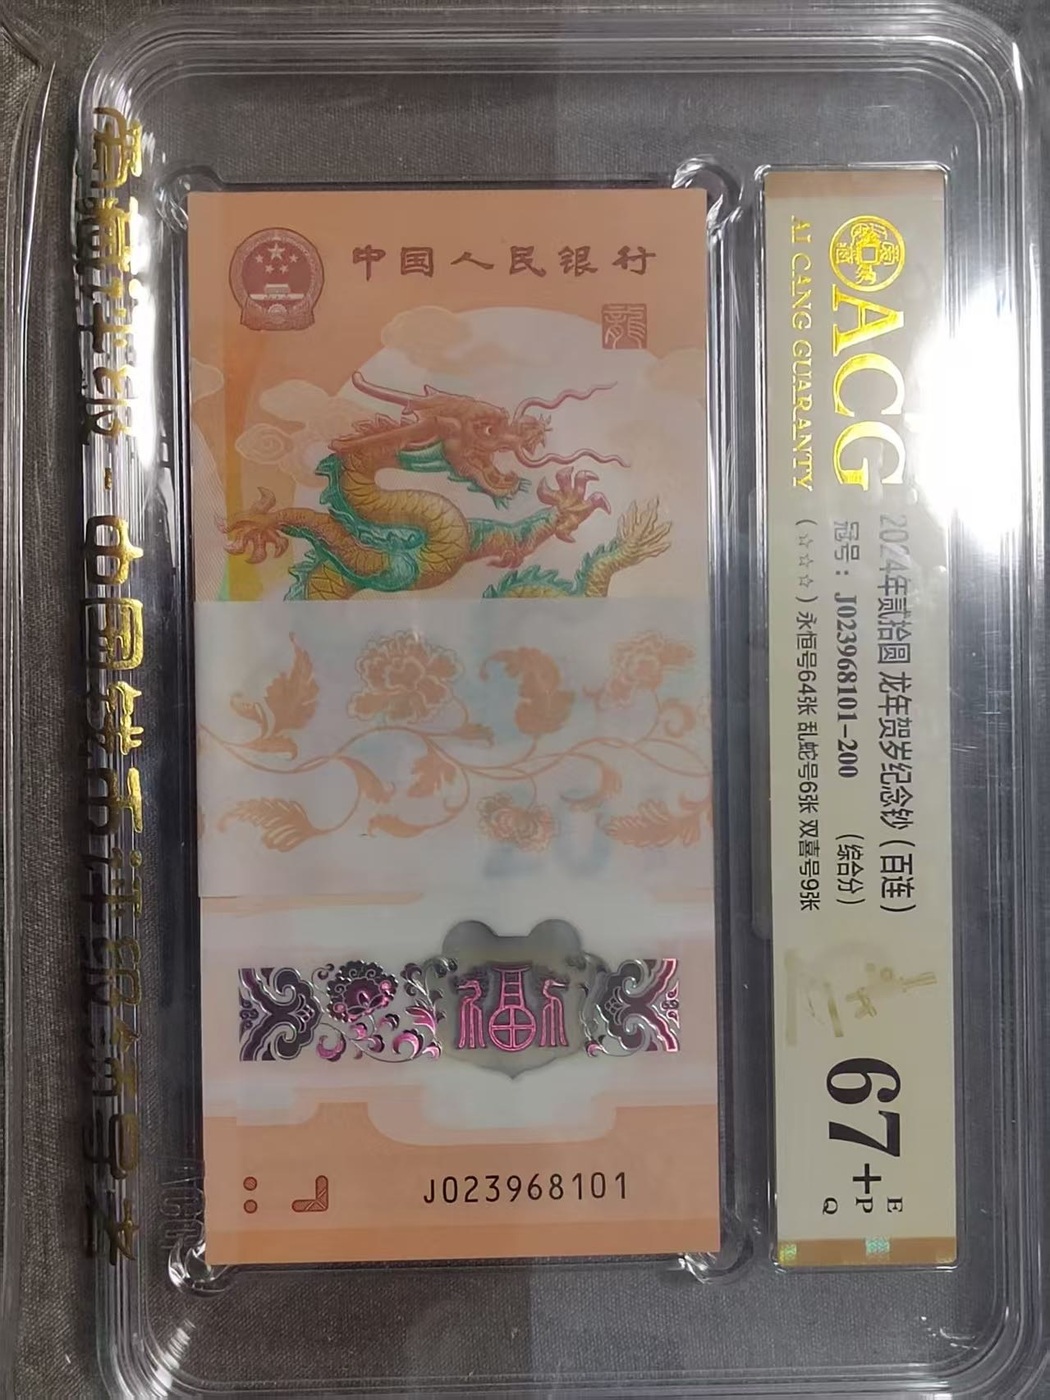 中国人民银行
龍
J023968101
ACG
AI CANG GUARANTY
2024年贰拾圆 龙年贺岁纪念钞（百连）
冠号：J023968101-200 （综合分）
（☆☆☆）永恒号64张 乱蛇号6张 双喜号9张
67+
E
P
Q